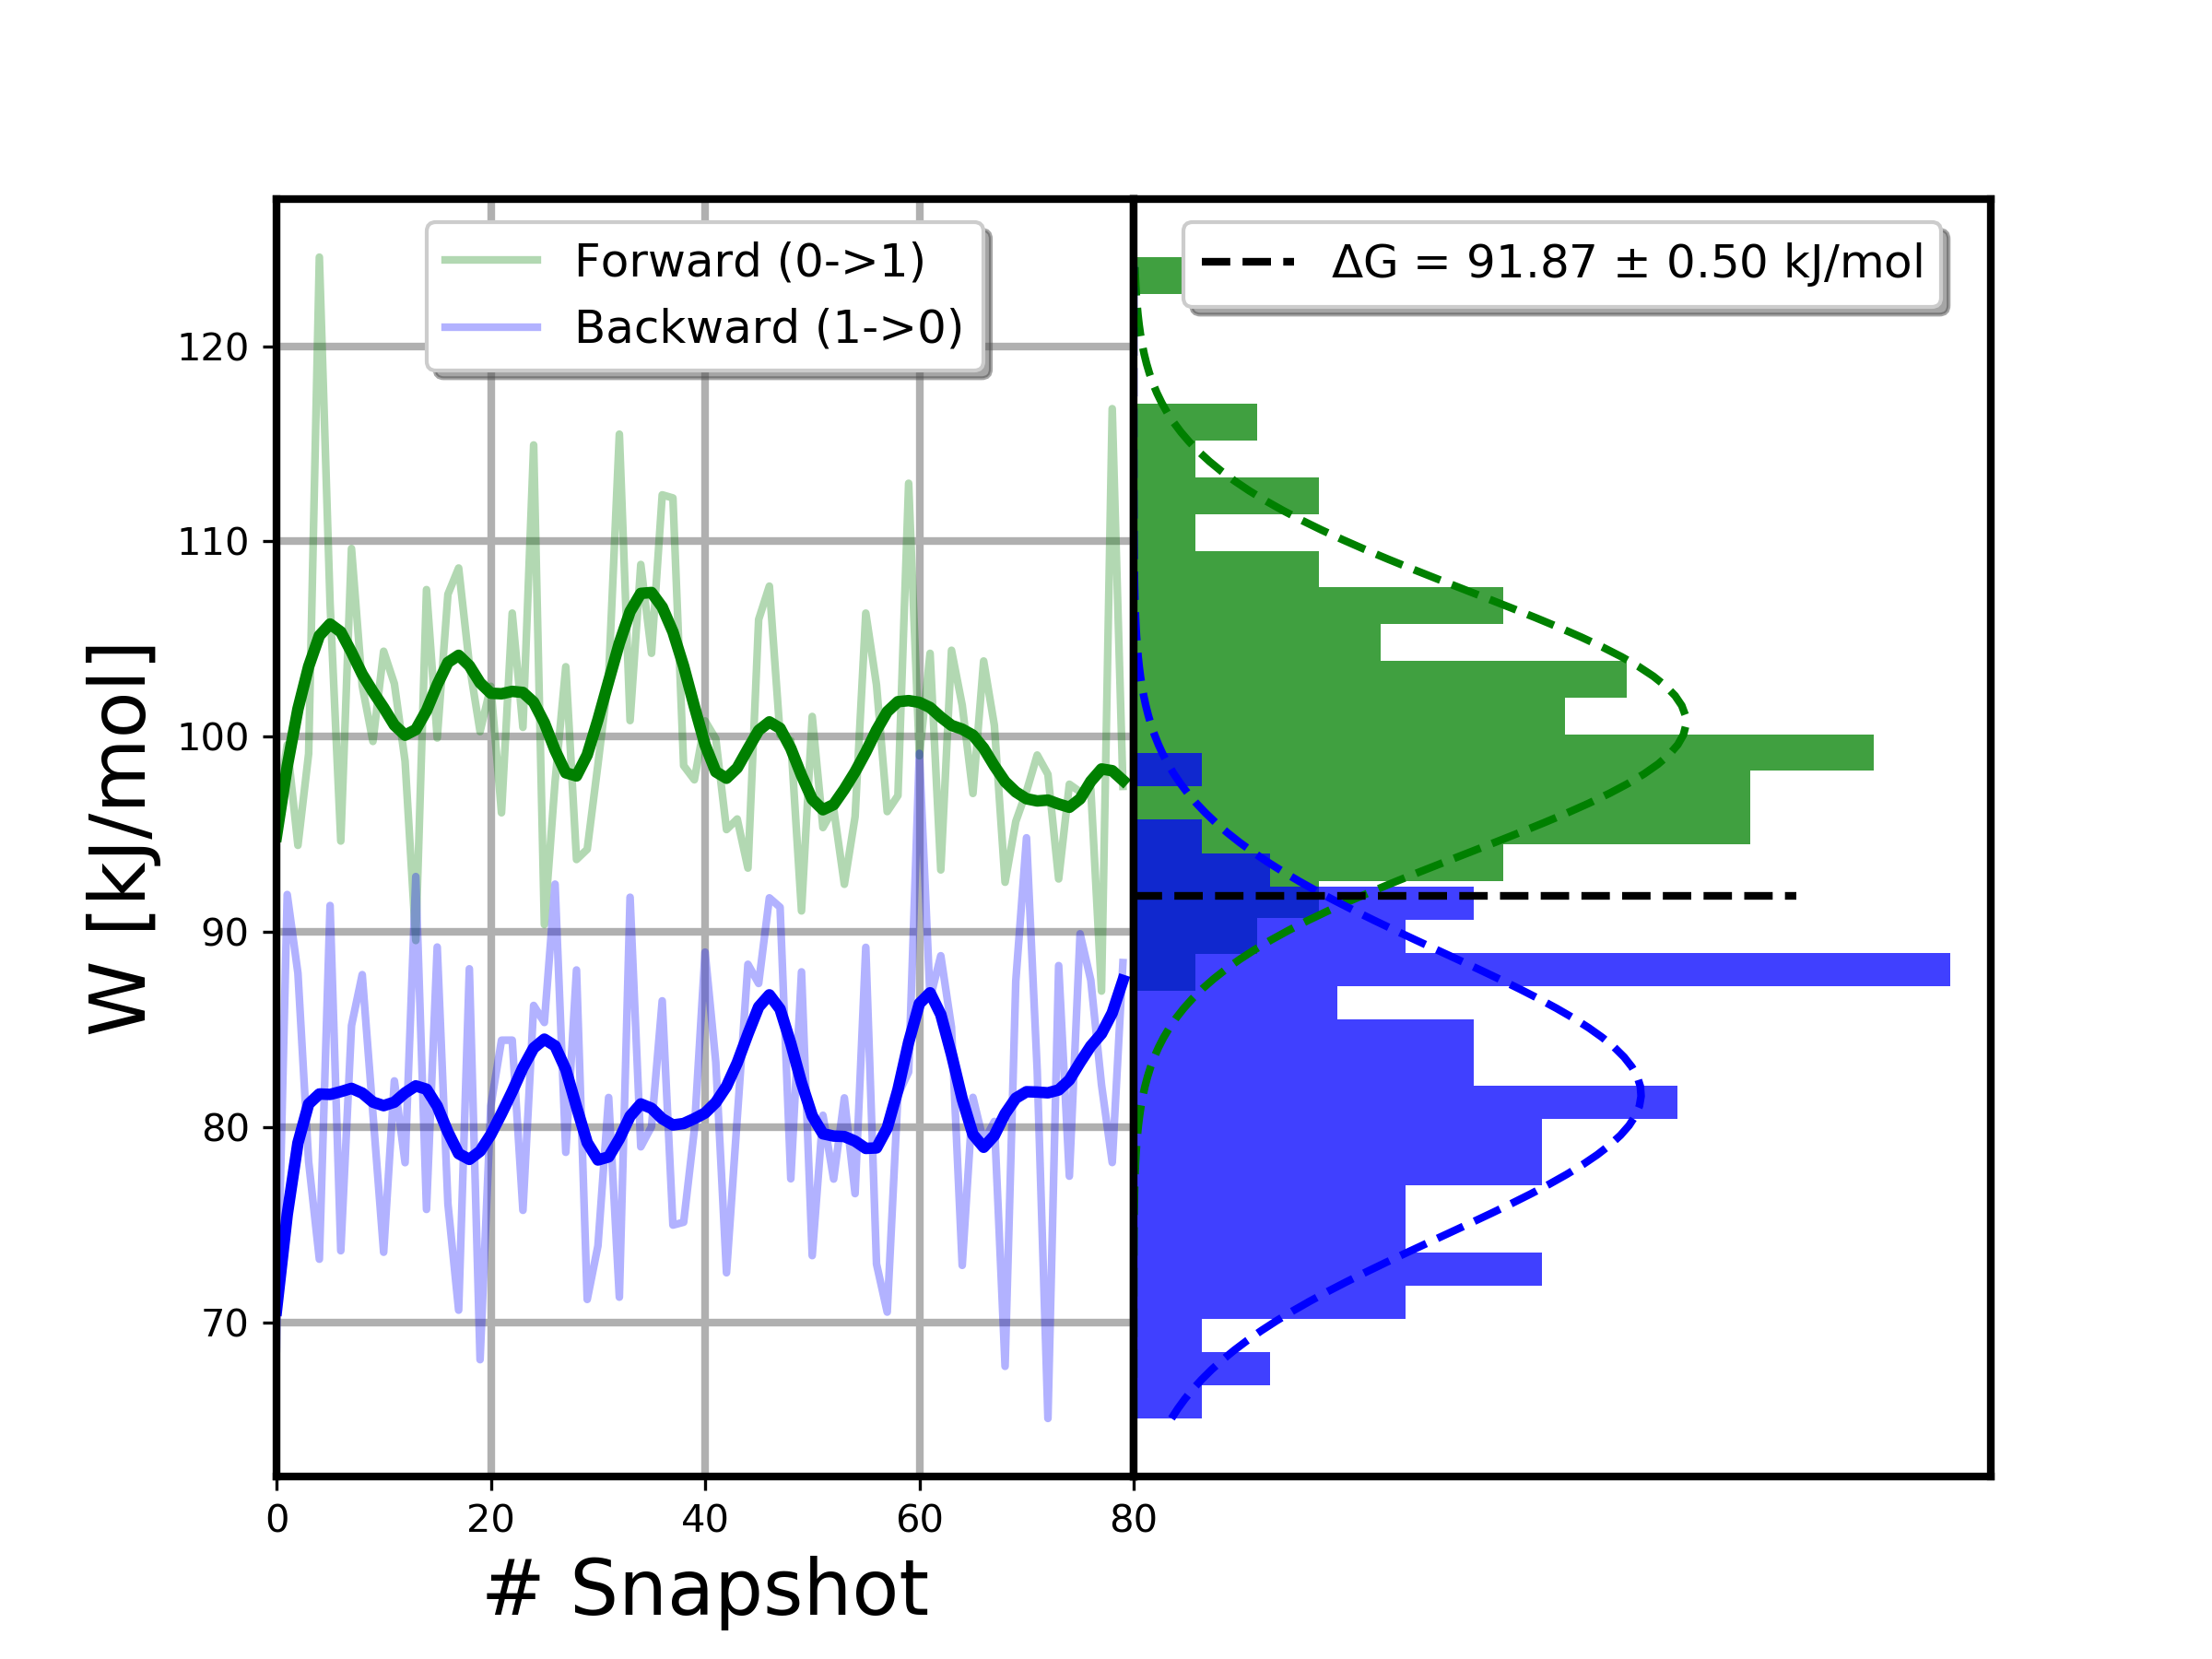 Forward (0->1)
Backward (1->0)
ΔG = 91.87 ± 0.50 kJ/mol
W [kJ/mol]
120
110
100
90
80
70
0 20 40 60 80
# Snapshot